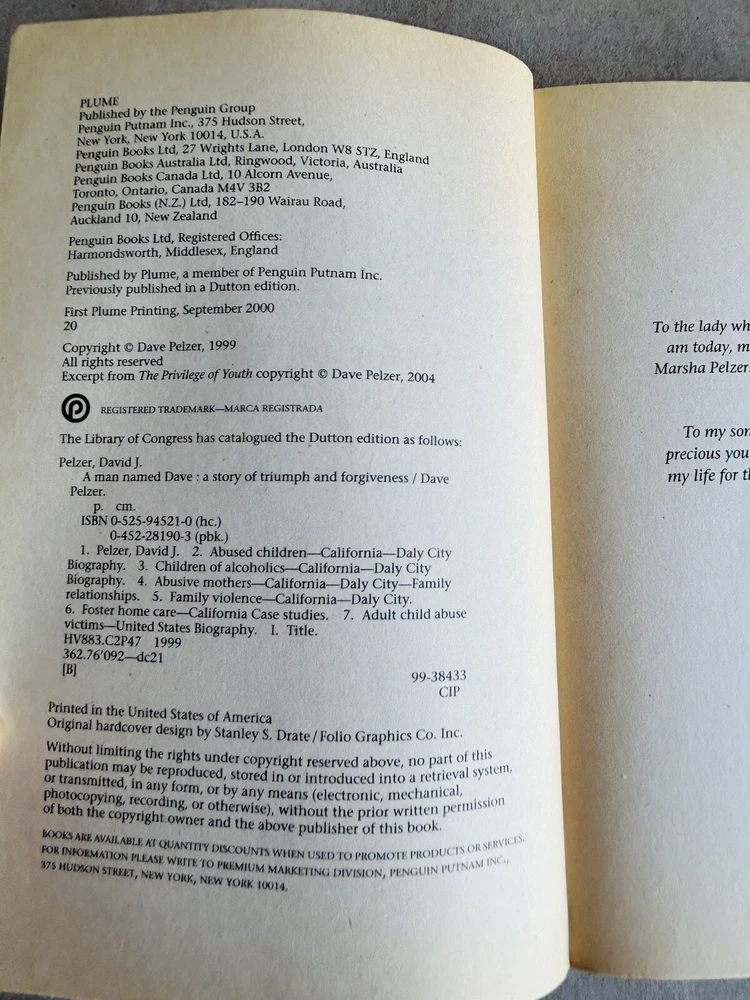 PLUME
Published by the Penguin Group
Penguin Putnam Inc., 375 Hudson Street,
New York, New York 10014, U.S.A.
Penguin Books Ltd, 27 Wrights Lane, London W8 5TZ, England
Penguin Books Australia Ltd, Ringwood, Victoria, Australia
Penguin Books Canada Ltd, 10 Alcorn Avenue,
Toronto, Ontario, Canada M4V 3B2
Penguin Books (N.Z.) Ltd, 182–190 Wairau Road,
Auckland 10, New Zealand
Penguin Books Ltd, Registered Offices:
Harmondsworth, Middlesex, England
Published by Plume, a member of Penguin Putnam Inc.
Previously published in a Dutton edition.
First Plume Printing, September 2000
20
Copyright © Dave Pelzer, 1999
All rights reserved
Excerpt from The Privilege of Youth copyright © Dave Pelzer, 2004
REGISTERED TRADEMARK—MARCA REGISTRADA
The Library of Congress has catalogued the Dutton edition as follows:
Pelzer, David J.
A man named Dave : a story of triumph and forgiveness / Dave
Pelzer.
p. cm.
ISBN 0-525-94521-0 (hc.)
0-452-28190-3 (pbk.)
1. Pelzer, David J. 2. Abused children—California—Daly City
Biography. 3. Children of alcoholics—California—Daly City
Biography. 4. Abusive mothers—California—Daly City—Family
relationships. 5. Family violence—California—Daly City.
6. Foster home care—California Case studies. 7. Adult child abuse
victims—United States Biography. I. Title.
HV883.C2P47 1999
362.76'092—dc21
[B]
99-38433
CIP
Printed in the United States of America
Original hardcover design by Stanley S. Drate/Folio Graphics Co. Inc.
Without limiting the rights under copyright reserved above, no part of this
publication may be reproduced, stored in or introduced into a retrieval system,
or transmitted, in any form, or by any means (electronic, mechanical,
photocopying, recording, or otherwise), without the prior written permission
of both the copyright owner and the above publisher of this book.
BOOKS ARE AVAILABLE AT QUANTITY DISCOUNTS WHEN USED TO PROMOTE PRODUCTS OR SERVICES.
FOR INFORMATION PLEASE WRITE TO PREMIUM MARKETING DIVISION, PENGUIN PUTNAM INC.,
375 HUDSON STREET, NEW YORK, NEW YORK 10014.
To the lady wh
am today, m
Marsha Pelzer
To my son
precious you
my life for th